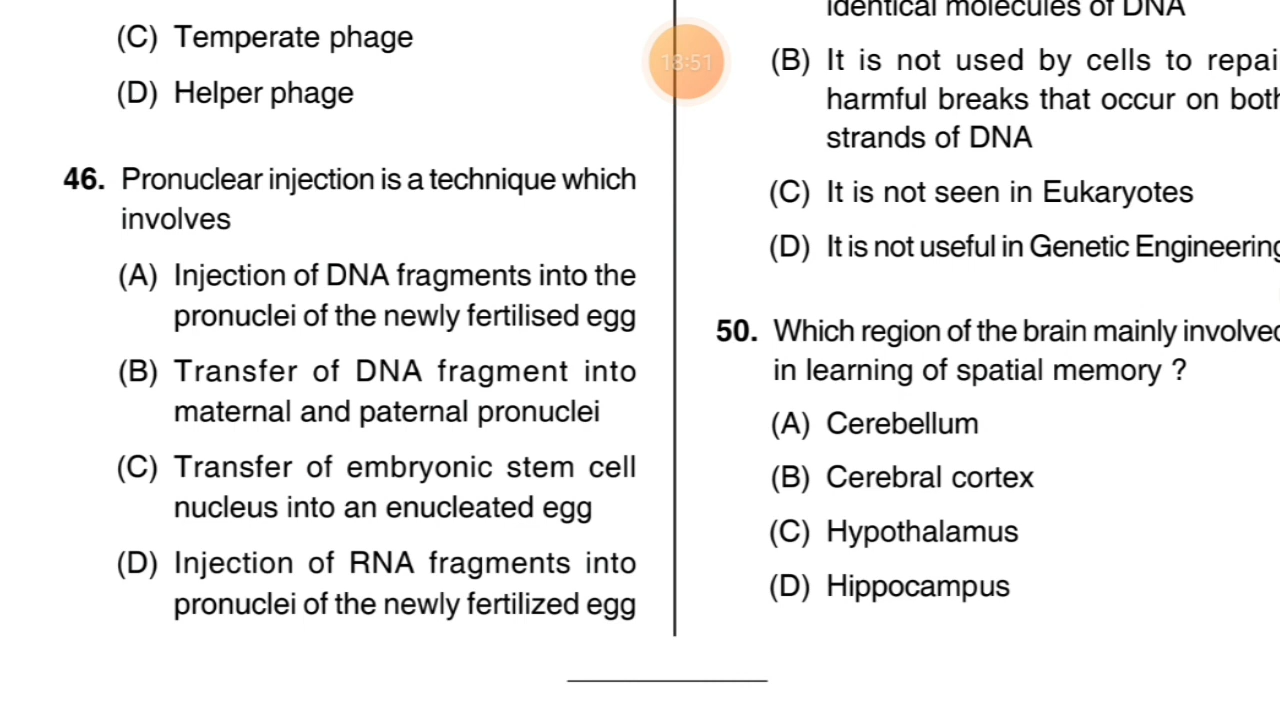 (C) Temperate phage
(D) Helper phage
46. Pronuclear injection is a technique which
involves
(A) Injection of DNA fragments into the
pronuclei of the newly fertilised egg
(B) Transfer of DNA fragment into
maternal and paternal pronuclei
(C) Transfer of embryonic stem cell
nucleus into an enucleated egg
(D) Injection of RNA fragments into
pronuclei of the newly fertilized egg
18:51
identical molecules of DNA
(B) It is not used by cells to repai
harmful breaks that occur on both
strands of DNA
(C) It is not seen in Eukaryotes
(D) It is not useful in Genetic Engineering
50. Which region of the brain mainly involved
in learning of spatial memory ?
(A) Cerebellum
(B) Cerebral cortex
(C) Hypothalamus
(D) Hippocampus